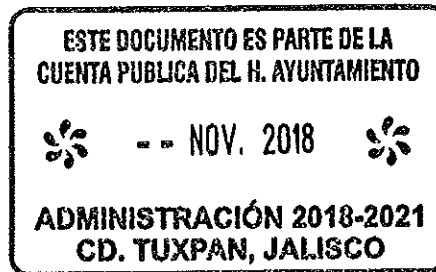 ESTE DOCUMENTO ES PARTE DE LA
CUENTA PUBLICA DEL H. AYUNTAMIENTO
-- NOV. 2018
ADMINISTRACIÓN 2018-2021
CD. TUXPAN, JALISCO